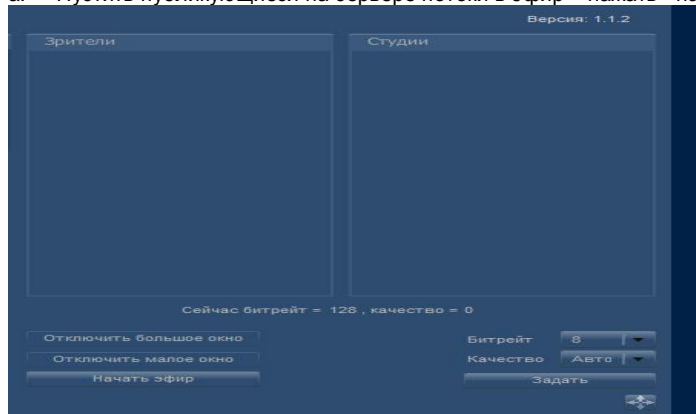 Версия: 1.1.2
Зрители
Студии
Сейчас битрейт = 128 , качество = 0
Отключить большое окно
Битрейт 8
Отключить малое окно
Качество Авто
Начать эфир
Задать